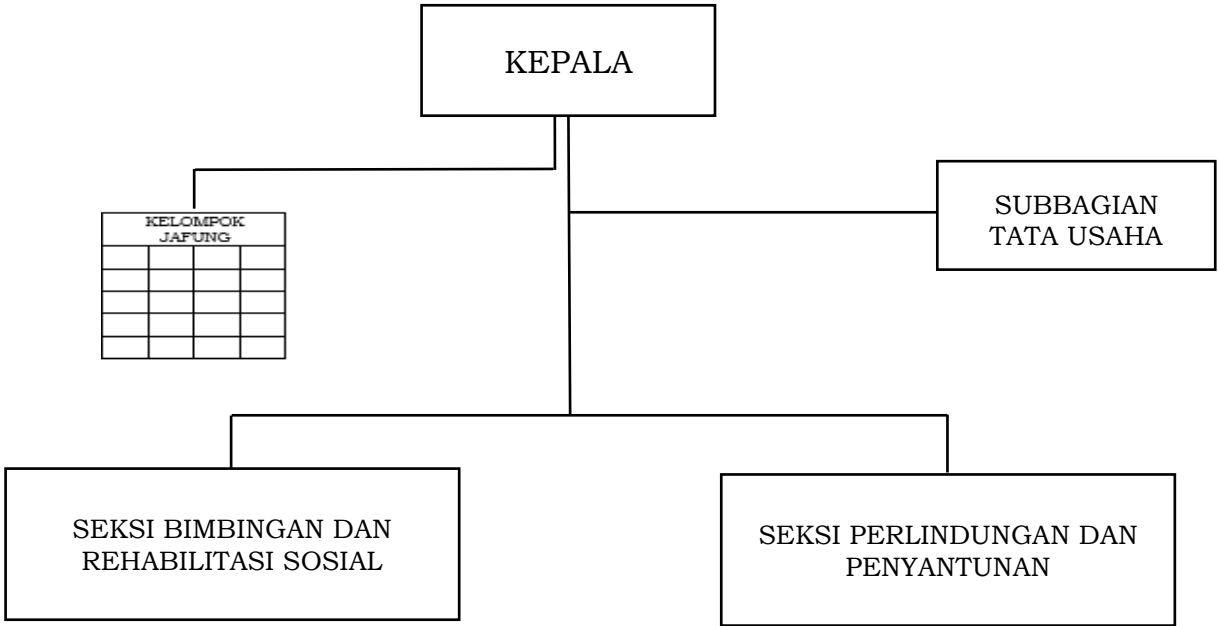 KEPALA
KELOMPOK
JAFUNG
SUBBAGIAN
TATA USAHA
SEKSI BIMBINGAN DAN
REHABILITASI SOSIAL
SEKSI PERLINDUNGAN DAN
PENYANTUNAN